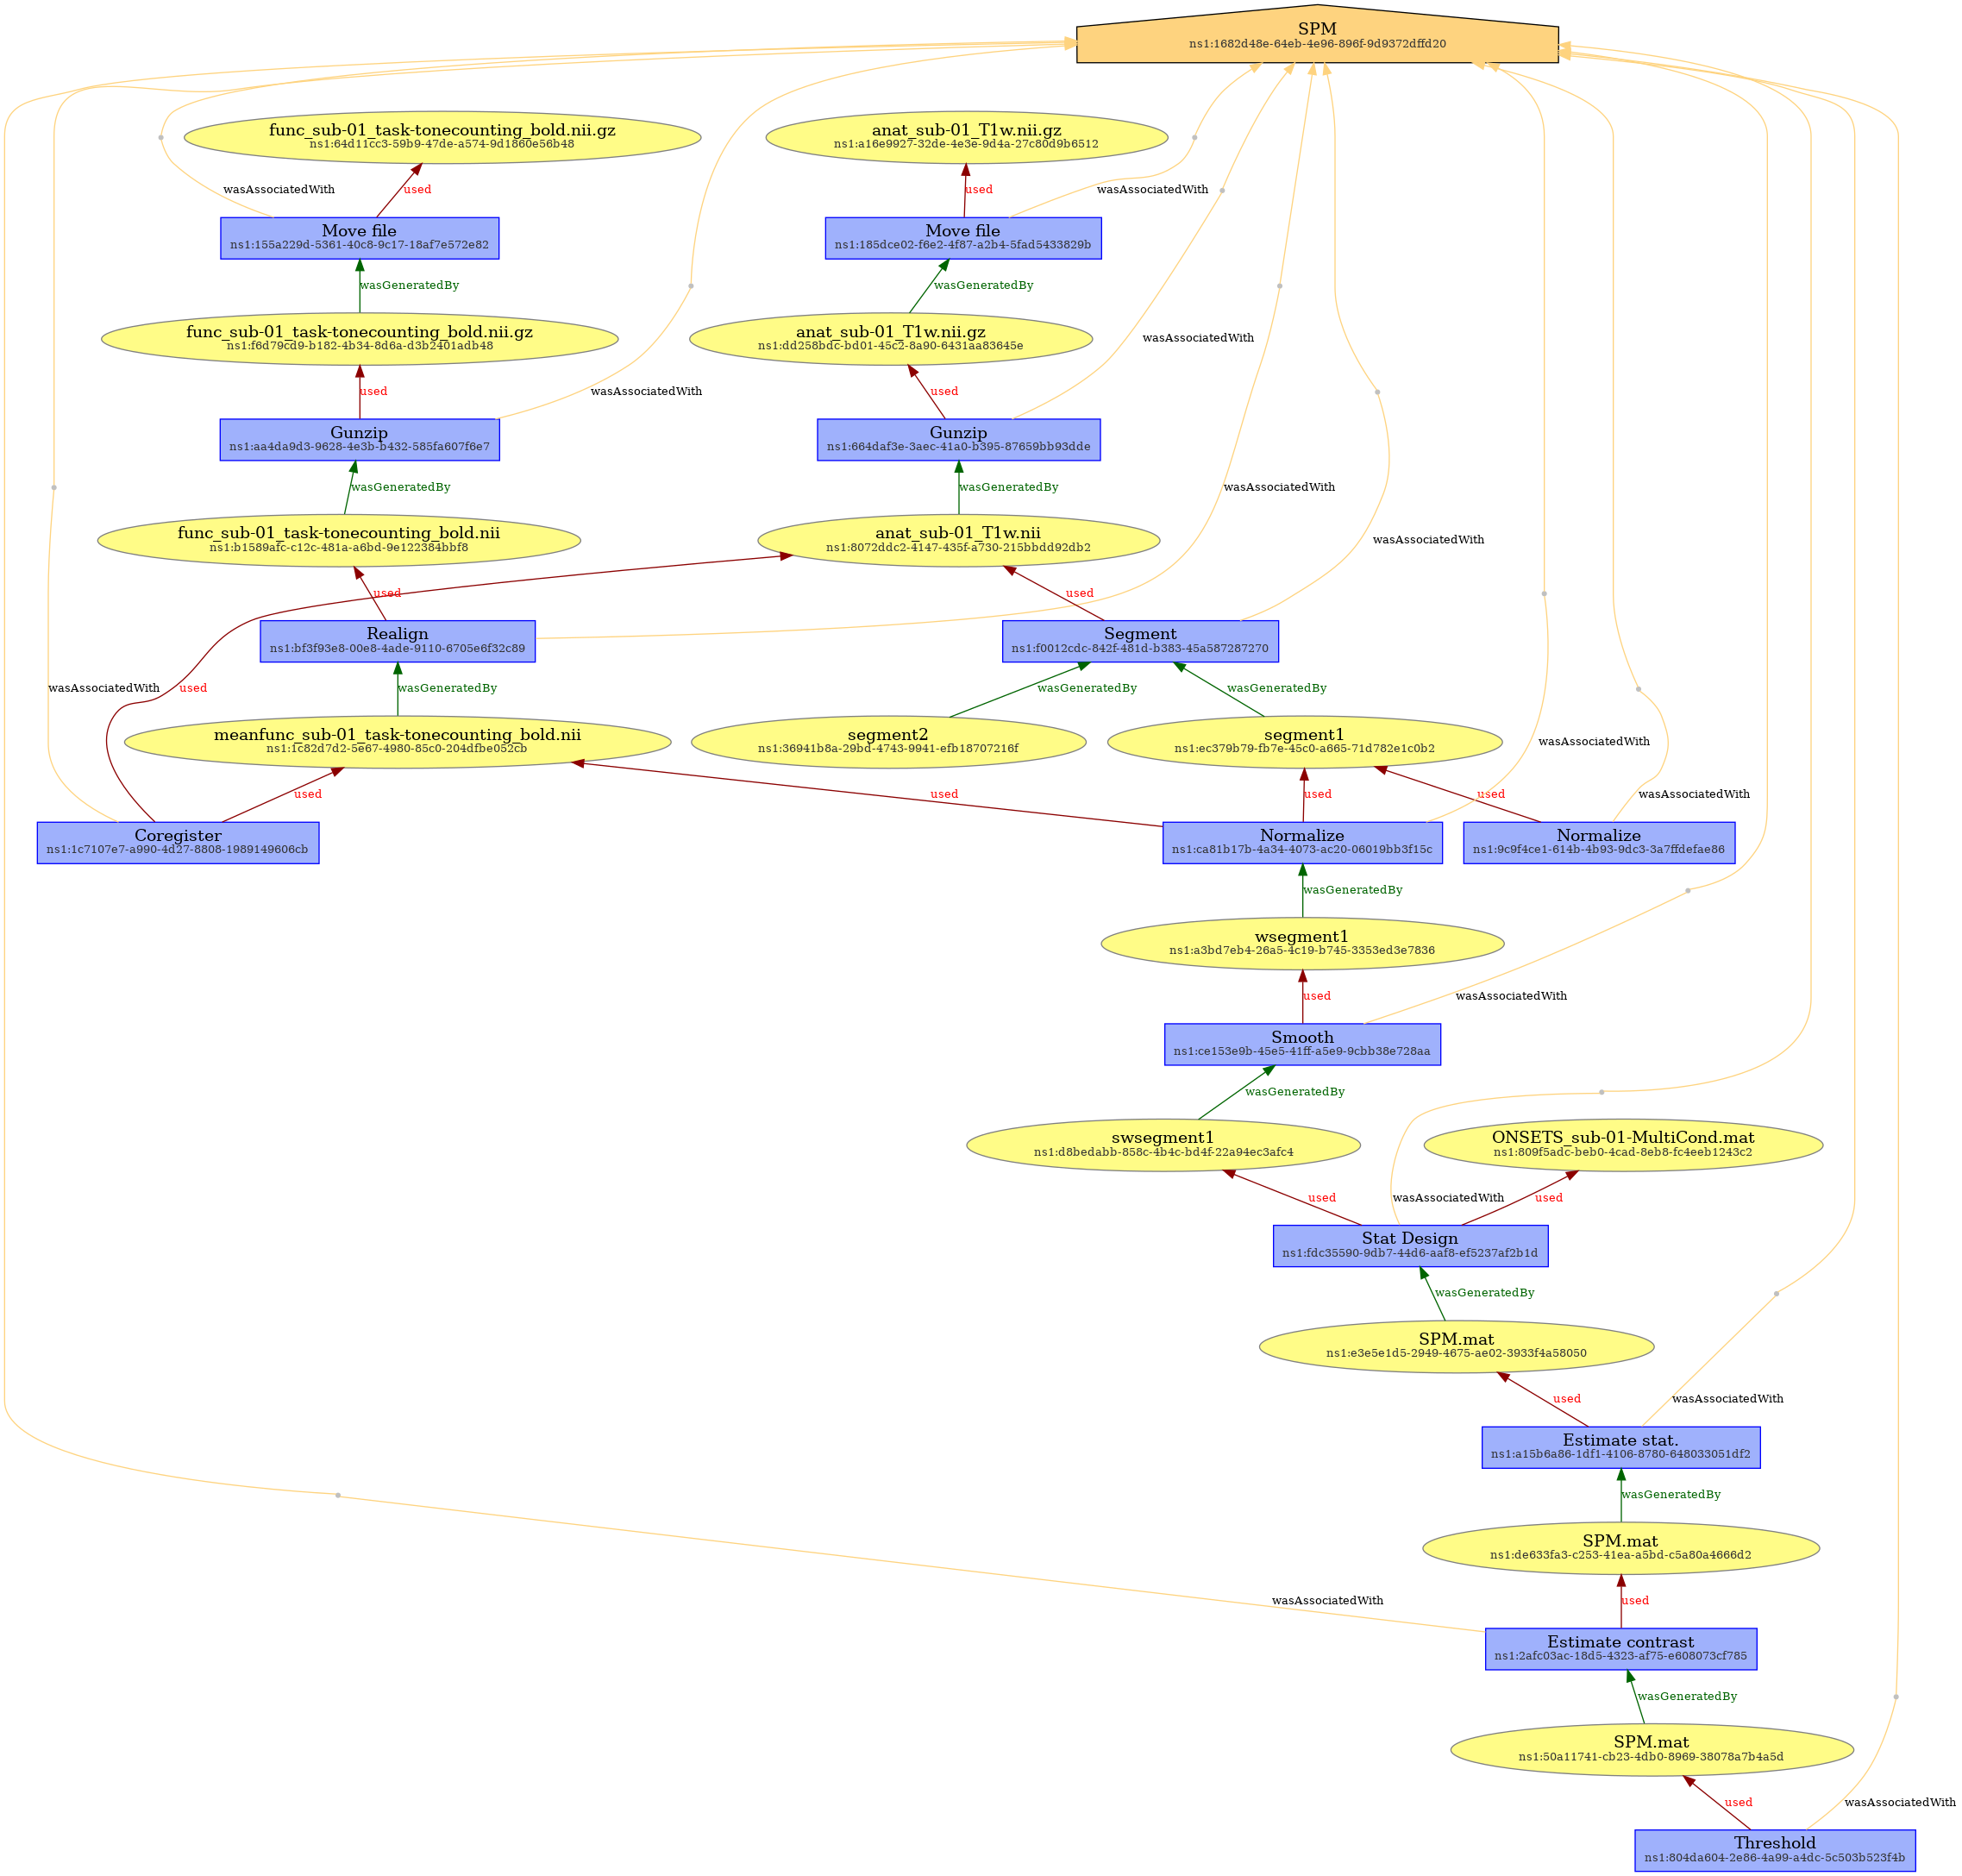 SPM
ns1:1682d48e-64eb-4e96-896f-9d9372dffd20
func_sub-01_task-tonecounting_bold.nii.gz
ns1:64d11cc3-59b9-47de-a574-9d1860e56b48
anat_sub-01_T1w.nii.gz
ns1:a16e9927-32de-4e3e-9d4a-27c80d9b6512
wasAssociatedWith
used
used
wasAssociatedWith
Move file
ns1:155a229d-5361-40c8-9c17-18af7e572e82
Move file
ns1:185dce02-f6e2-4f87-a2b4-5fad5433829b
wasGeneratedBy
wasGeneratedBy
func_sub-01_task-tonecounting_bold.nii.gz
ns1:f6d79cd9-b182-4b34-8d6a-d3b2401adb48
anat_sub-01_T1w.nii.gz
ns1:dd258bdc-bd01-45c2-8a90-6431aa83645e
wasAssociatedWith
used
wasAssociatedWith
used
Gunzip
ns1:aa4da9d3-9628-4e3b-b432-585fa607f6e7
Gunzip
ns1:664daf3e-3aec-41a0-b395-87659bb93dde
wasGeneratedBy
wasGeneratedBy
wasAssociatedWith
func_sub-01_task-tonecounting_bold.nii
ns1:b1589afc-c12c-481a-a6bd-9e122384bbf8
anat_sub-01_T1w.nii
ns1:8072ddc2-4147-435f-a730-215bbdd92db2
wasAssociatedWith
used
used
Realign
ns1:bf3f93e8-00e8-4ade-9110-6705e6f32c89
Segment
ns1:f0012cdc-842f-481d-b383-45a587287270
wasAssociatedWith
used
wasGeneratedBy
wasGeneratedBy
wasGeneratedBy
meanfunc_sub-01_task-tonecounting_bold.nii
ns1:1c82d7d2-5e67-4980-85c0-204dfbe052cb
segment2
ns1:36941b8a-29bd-4743-9941-efb18707216f
segment1
ns1:ec379b79-fb7e-45c0-a665-71d782e1c0b2
wasAssociatedWith
used
used
used
used
wasAssociatedWith
Coregister
ns1:1c7107e7-a990-4d27-8808-1989149606cb
Normalize
ns1:ca81b17b-4a34-4073-ac20-06019bb3f15c
Normalize
ns1:9c9f4ce1-614b-4b93-9dc3-3a7ffdefae86
wasGeneratedBy
wsegment1
ns1:a3bd7eb4-26a5-4c19-b745-3353ed3e7836
used
wasAssociatedWith
Smooth
ns1:ce153e9b-45e5-41ff-a5e9-9cbb38e728aa
wasGeneratedBy
swsegment1
ns1:d8bedabb-858c-4b4c-bd4f-22a94ec3afc4
ONSETS_sub-01-MultiCond.mat
ns1:809f5adc-beb0-4cad-8eb8-fc4eeb1243c2
used
wasAssociatedWith
used
Stat Design
ns1:fdc35590-9db7-44d6-aaf8-ef5237af2b1d
wasGeneratedBy
SPM.mat
ns1:e3e5e1d5-2949-4675-ae02-3933f4a58050
used
wasAssociatedWith
Estimate stat.
ns1:a15b6a86-1df1-4106-8780-648033051df2
wasGeneratedBy
SPM.mat
ns1:de633fa3-c253-41ea-a5bd-c5a80a4666d2
wasAssociatedWith
used
Estimate contrast
ns1:2afc03ac-18d5-4323-af75-e608073cf785
wasGeneratedBy
SPM.mat
ns1:50a11741-cb23-4db0-8969-38078a7b4a5d
used
wasAssociatedWith
Threshold
ns1:804da604-2e86-4a99-a4dc-5c503b523f4b